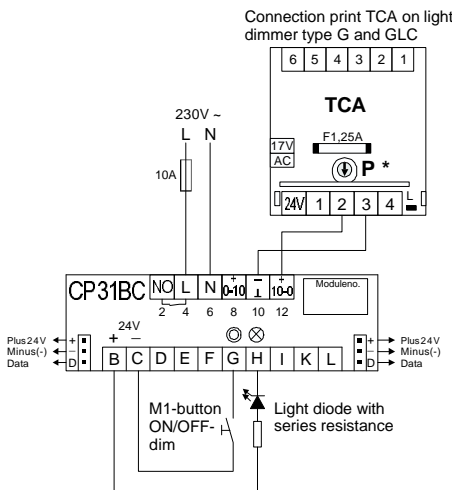 Connection print TCA on light
dimmer type G and GLC
6 5 4 3 2 1
TCA
230V ~
L N
F1,25A
17V
AC
P *
10A
L
24V 1 2 3 4
CP31BC
NO L N + 0-10 − ⊥ + 10-0
Moduleno.
2 4 6 8 10 12
24V
+ −
Plus24V + + Plus24V
Minus(-) − − Minus(-)
Data D D Data
B C D E F G H I K L
M1-button
ON/OFF-
dim
Light diode with
series resistance